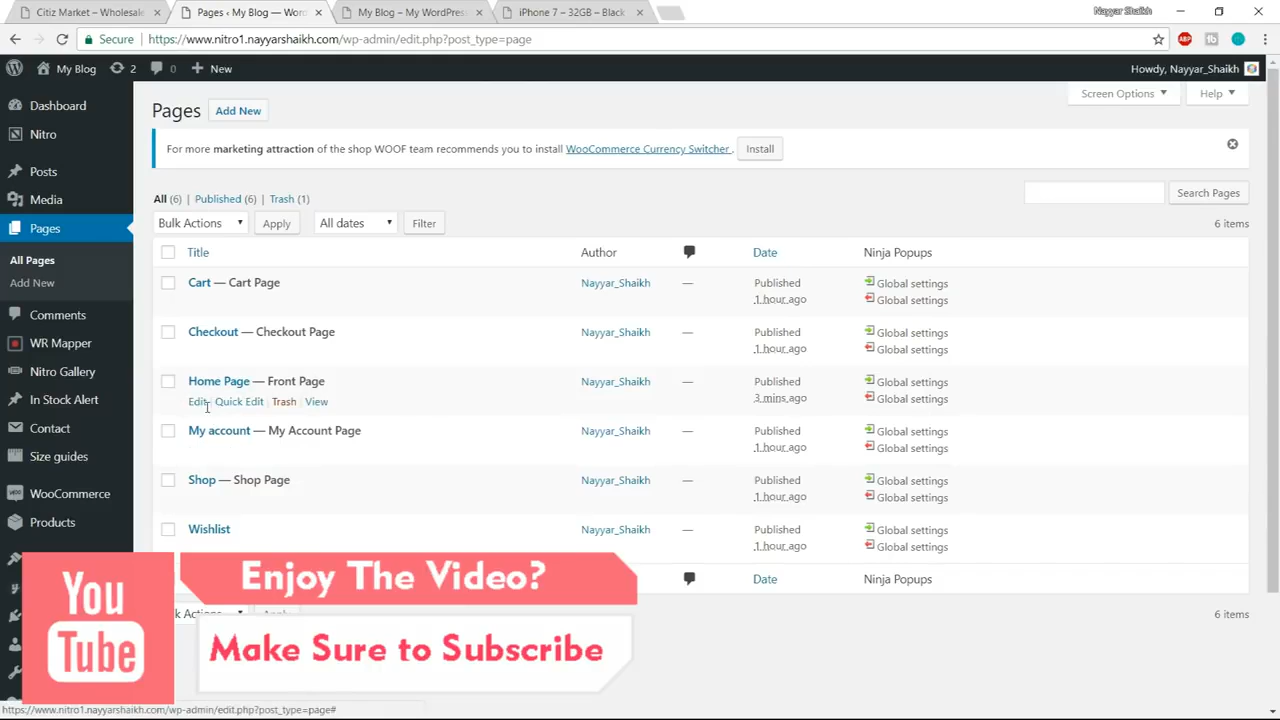 Citiz Market – Wholesale
Pages ‹ My Blog — Word
My Blog – My WordPress
iPhone 7 – 32GB – Black
Nayyar Shaikh
Secure
https://www.nitro1.nayyarshaikh.com/wp-admin/edit.php?post_type=page
My Blog
2
0
New
Howdy, Nayyar_Shaikh
Dashboard
Nitro
Posts
Media
Pages
All Pages
Add New
Comments
WR Mapper
Nitro Gallery
In Stock Alert
Contact
Size guides
WooCommerce
Products
Screen Options
Help
Pages Add New
For more marketing attraction of the shop WOOF team recommends you to install WooCommerce Currency Switcher . Install
All (6) | Published (6) | Trash (1)
Search Pages
Bulk Actions Apply All dates Filter
6 items
Title Author Date Ninja Popups
Cart — Cart Page Nayyar_Shaikh — Published Global settings
1 hour ago Global settings
Checkout — Checkout Page Nayyar_Shaikh — Published Global settings
1 hour ago Global settings
Home Page — Front Page Nayyar_Shaikh — Published Global settings
Edit | Quick Edit | Trash | View 3 mins ago Global settings
My account — My Account Page Nayyar_Shaikh — Published Global settings
1 hour ago Global settings
Shop — Shop Page Nayyar_Shaikh — Published Global settings
1 hour ago Global settings
Wishlist Nayyar_Shaikh — Published Global settings
1 hour ago Global settings
Date Ninja Popups
6 items
You
Tube
Enjoy The Video?
Make Sure to Subscribe
https://www.nitro1.nayyarshaikh.com/wp-admin/edit.php?post_type=page#